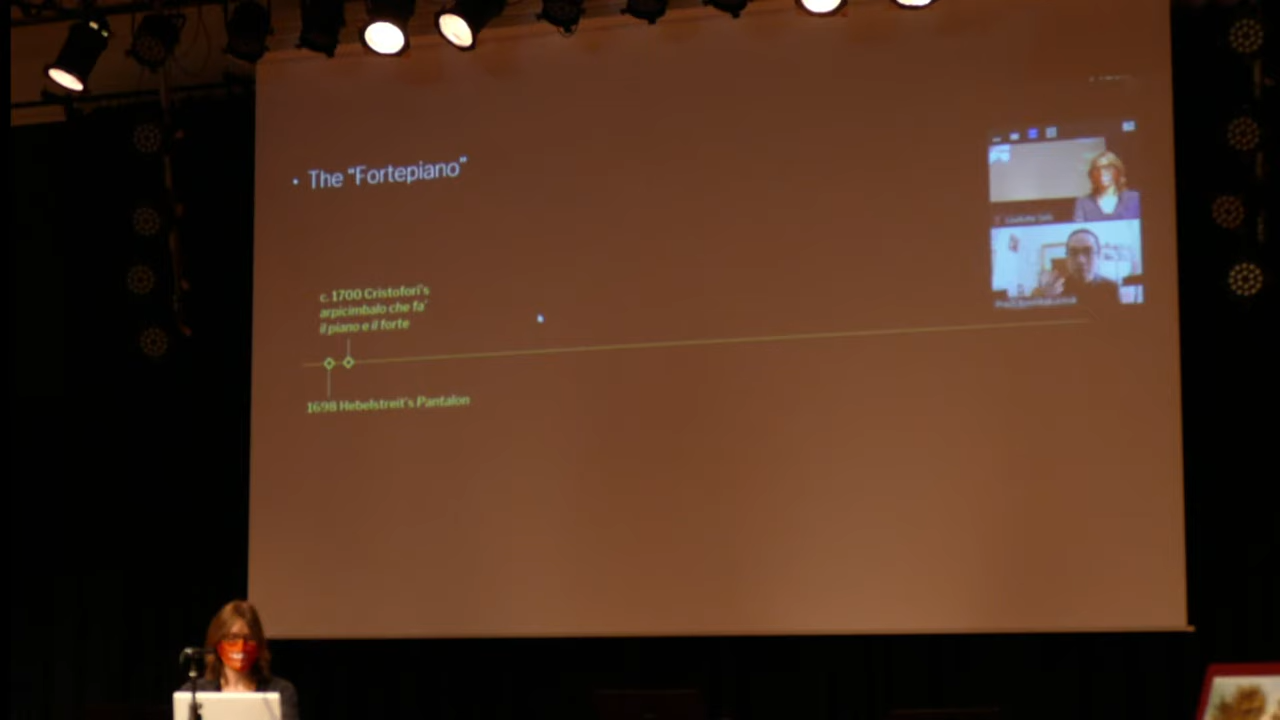 • The “Fortepiano”
c. 1700 Cristofori's
arpicimbalo che fa'
il piano e il forte
1698 Hebelstreit's Pantalon